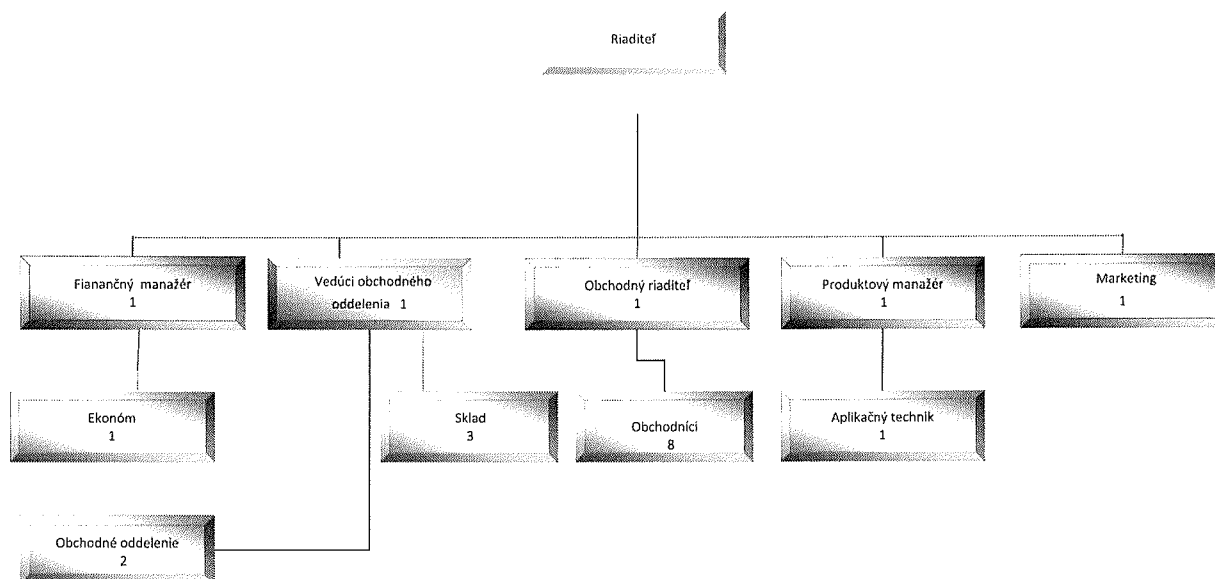 Riaditeľ
Fianančný manažér
1
Vedúci obchodného
oddelenia 1
Obchodný riaditeľ
1
Produktový manažér
1
Marketing
1
Ekonóm
1
Sklad
3
Obchodníci
8
Aplikačný technik
1
Obchodné oddelenie
2